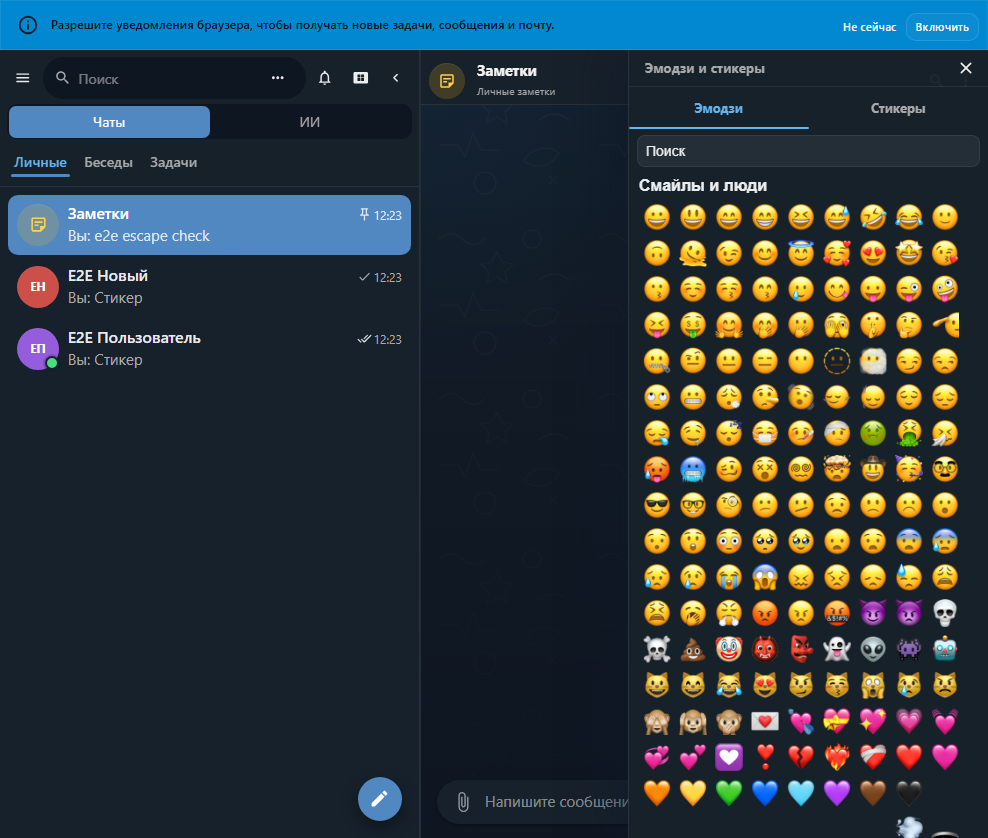 Разрешите уведомления браузера, чтобы получать новые задачи, сообщения и почту.
Не сейчас
Включить
Поиск
Чаты
ИИ
Личные
Беседы
Задачи
Заметки
12:23
Вы: e2e escape check
ЕН
E2E Новый
12:23
Вы: Стикер
ЕП
E2E Пользователь
12:23
Вы: Стикер
Заметки
Личные заметки
Напишите сообщени
Эмодзи и стикеры
Эмодзи
Стикеры
Поиск
Смайлы и люди